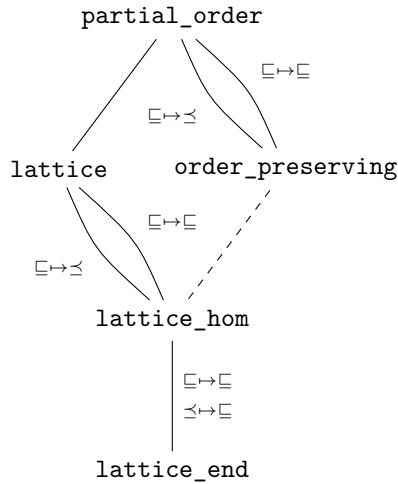 partial_order
⊑↦⊑
⊑↦⪯
lattice order_preserving
⊑↦⊑
⊑↦⪯
lattice_hom
⊑↦⊑
⪯↦⊑
lattice_end